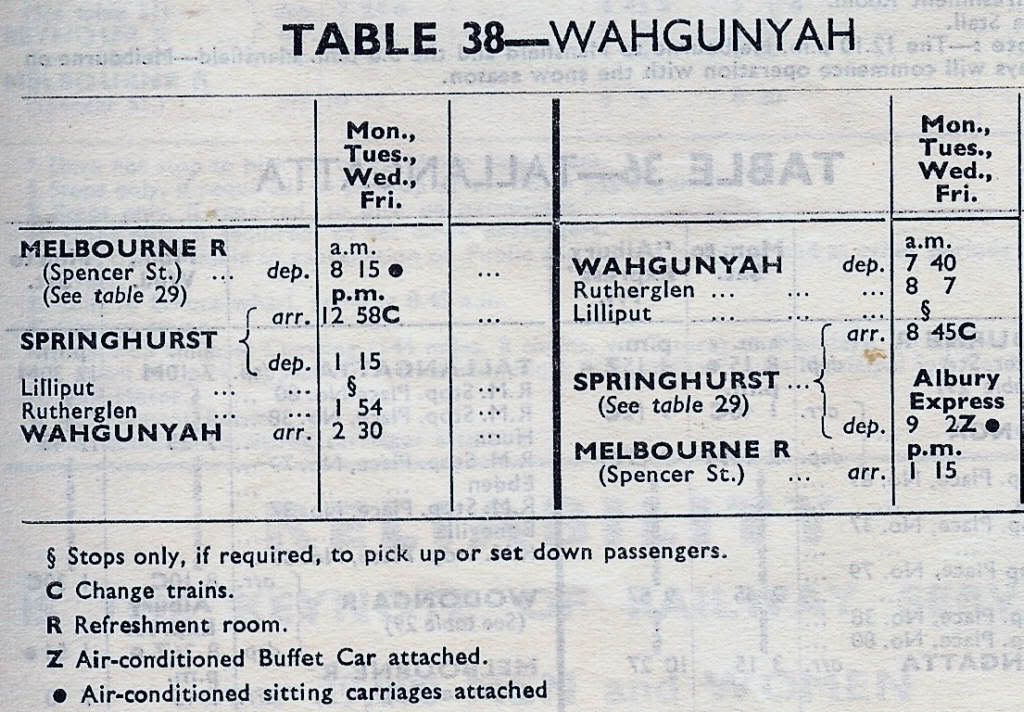 TABLE 38—WAHGUNYAH
Mon.,
Tues.,
Wed.,
Fri.
MELBOURNE R a.m.
(Spencer St.) ... dep. 8 15 ● ...
(See table 29) p.m.
arr. 12 58C ...
SPRINGHURST
dep. 1 15
Lilliput ... § ...
Rutherglen ... ... 1 54 ...
WAHGUNYAH arr. 2 30 ...
Mon.,
Tues.,
Wed.,
Fri.
a.m.
WAHGUNYAH dep. 7 40
Rutherglen ... ... ... 8 7
Lilliput ... ... ... §
arr. 8 45C
SPRINGHURST ... Albury
(See table 29) Express
dep. 9 2Z ●
MELBOURNE R p.m.
(Spencer St.) ... arr. 1 15
§ Stops only, if required, to pick up or set down passengers.
C Change trains.
R Refreshment room.
Z Air-conditioned Buffet Car attached.
● Air-conditioned sitting carriages attached